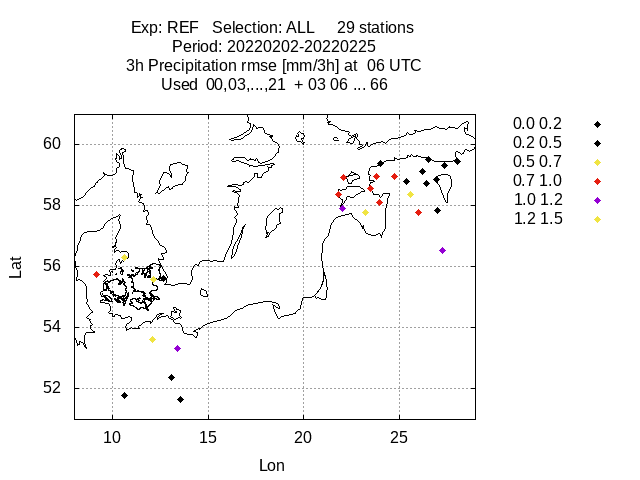 Exp: REF   Selection: ALL     29 stations
Period: 20220202-20220225
3h Precipitation rmse [mm/3h] at  06 UTC
Used  00,03,...,21  + 03 06 ... 66
0.0 0.2
0.2 0.5
0.5 0.7
0.7 1.0
1.0 1.2
1.2 1.5
60
58
56
54
52
Lat
10 15 20 25
Lon